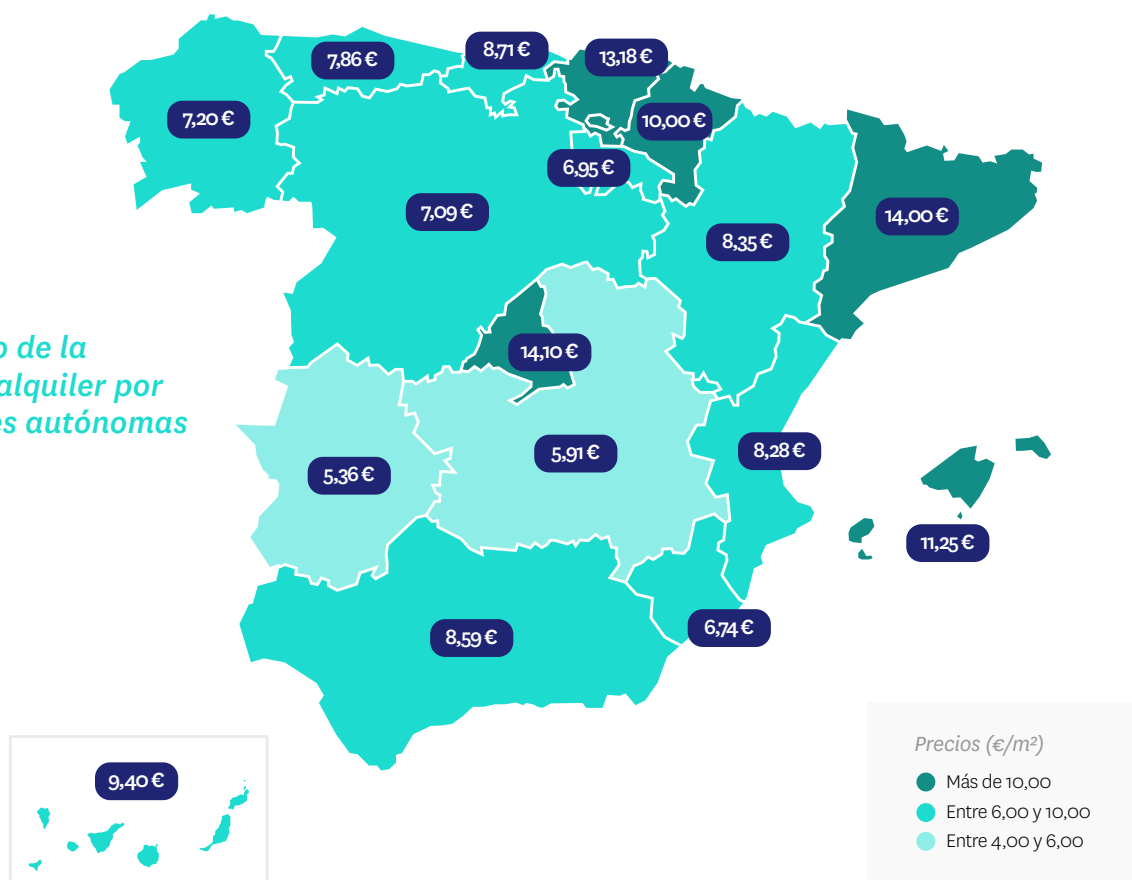 8,71 €
13,18 €
7,86 €
7,20 €
10,00 €
6,95 €
7,09 €
14,00 €
8,35 €
o de la
alquiler por
es autónomas
14,10 €
8,28 €
5,91 €
5,36 €
11,25 €
8,59 €
6,74 €
9,40 €
Precios (€/m²)
Más de 10,00
Entre 6,00 y 10,00
Entre 4,00 y 6,00